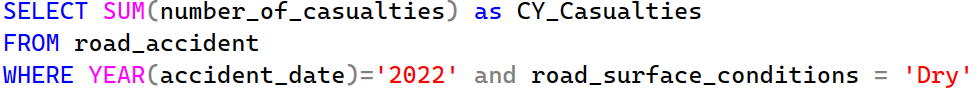 SELECT SUM(number_of_casualties) as CY_Casualties
FROM road_accident
WHERE YEAR(accident_date)='2022' and road_surface_conditions = 'Dry'